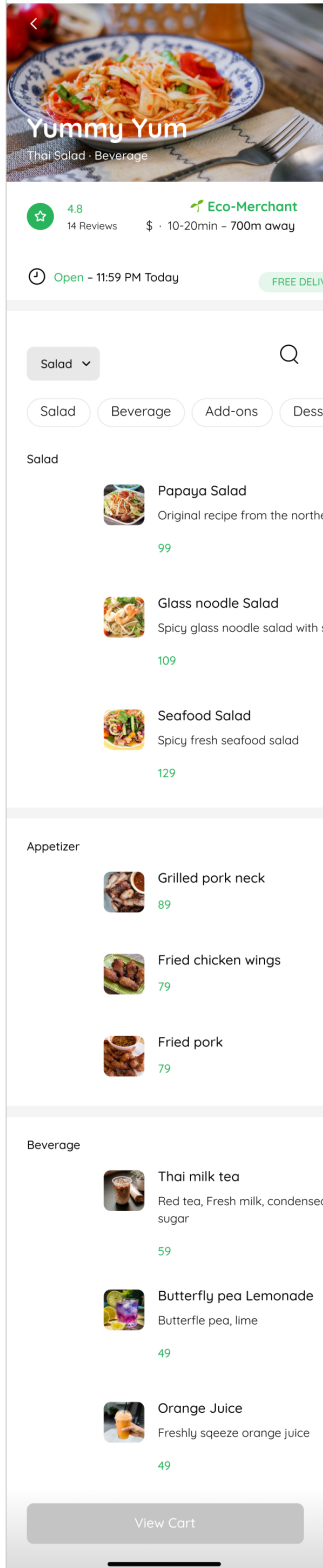 Yummy Yum
Thai Salad · Beverage
4.8
Eco-Merchant
14 Reviews
$ · 10-20min – 700m away
Open – 11:59 PM Today
FREE DELIV
Salad
Salad
Beverage
Add-ons
Dess
Salad
Papaya Salad
Original recipe from the northe
99
Glass noodle Salad
Spicy glass noodle salad with s
109
Seafood Salad
Spicy fresh seafood salad
129
Appetizer
Grilled pork neck
89
Fried chicken wings
79
Fried pork
79
Beverage
Thai milk tea
Red tea, Fresh milk, condensed
sugar
59
Butterfly pea Lemonade
Butterfle pea, lime
49
Orange Juice
Freshly sqeeze orange juice
49
View Cart